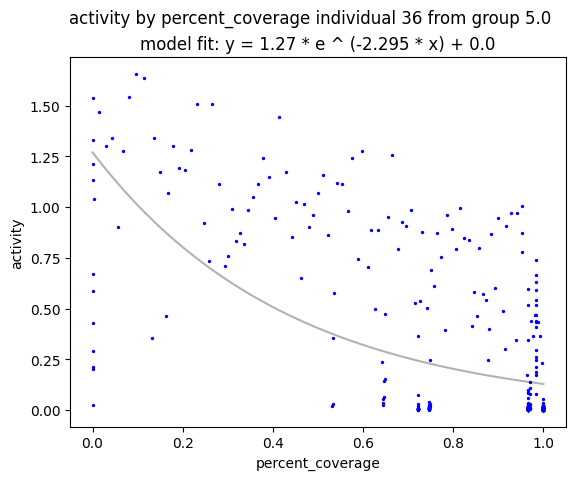 activity by percent_coverage individual 36 from group 5.0
model fit: y = 1.27 * e ^ (-2.295 * x) + 0.0
activity
1.50
1.25
1.00
0.75
0.50
0.25
0.00
0.0 0.2 0.4 0.6 0.8 1.0
percent_coverage